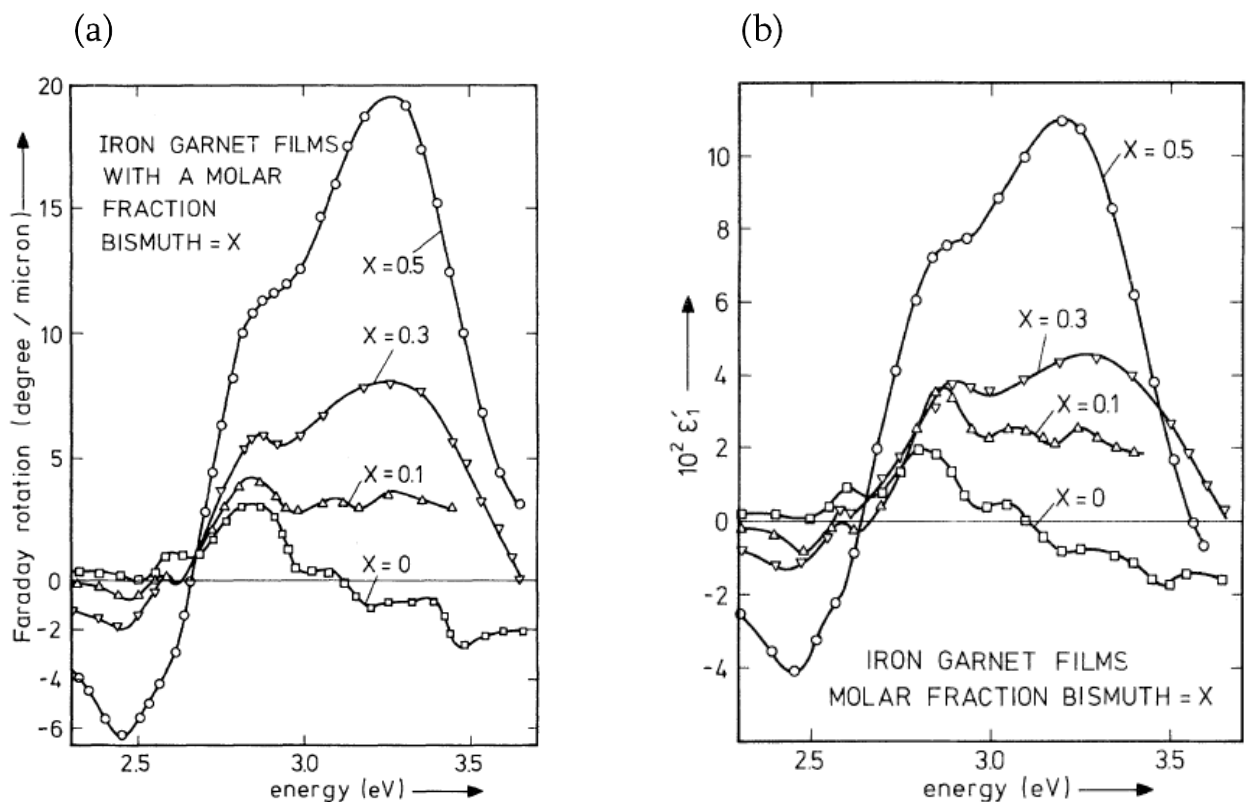 (a)
20
15
10
5
0
-2
-4
-6
Faraday rotation (degree / micron)
IRON GARNET FILMS
WITH A MOLAR
FRACTION
BISMUTH = X
X = 0.5
X = 0.3
X = 0.1
X = 0
2.5
3.0
3.5
energy (eV)
(b)
10
8
6
4
2
0
-2
-4
10² ε₁′
X = 0.5
X = 0.3
X = 0.1
X = 0
IRON GARNET FILMS
MOLAR FRACTION BISMUTH = X
2.5
3.0
3.5
energy (eV)